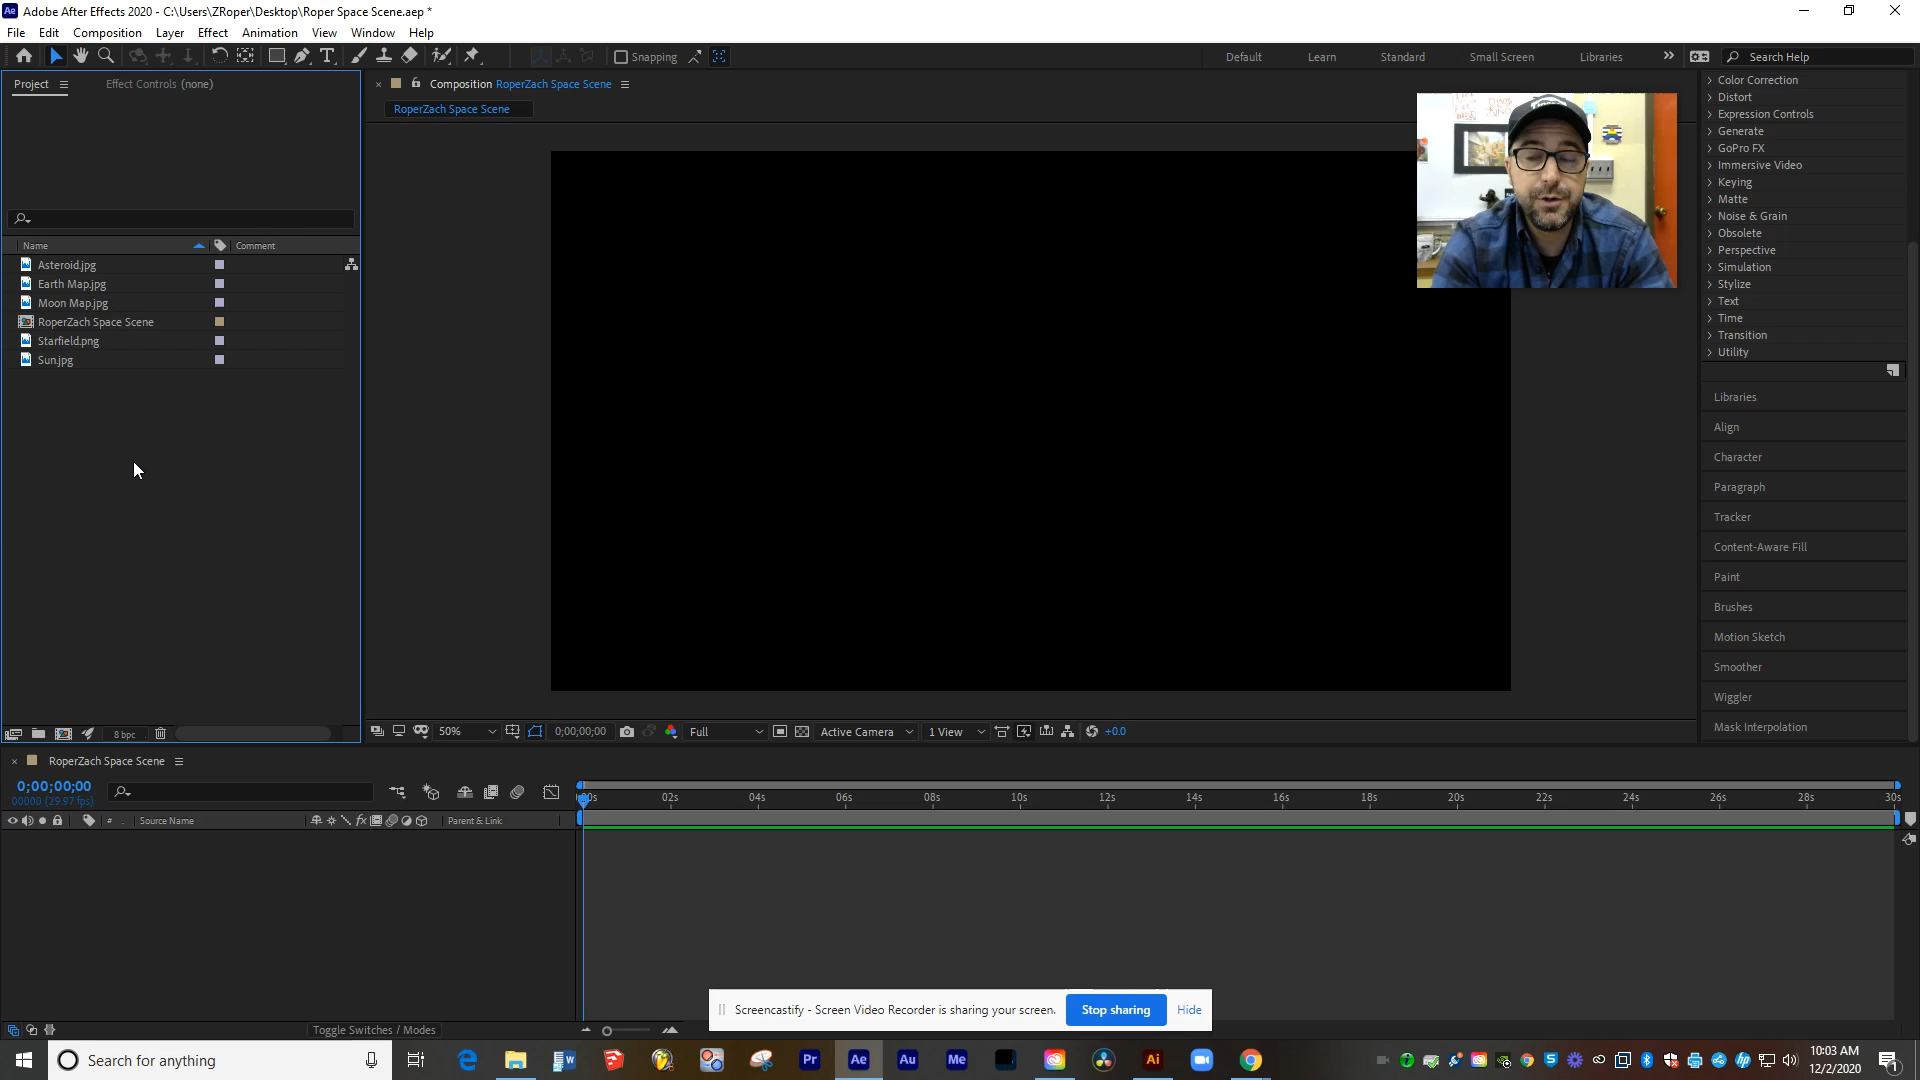 Adobe After Effects 2020 - C:\Users\ZRoper\Desktop\Roper Space Scene.aep *
File Edit Composition Layer Effect Animation View Window Help
Snapping
Default Learn Standard Small Screen Libraries
Search Help
Project
Effect Controls (none)
Composition RoperZach Space Scene
RoperZach Space Scene
Name Comment
Asteroid.jpg
Earth Map.jpg
Moon Map.jpg
RoperZach Space Scene
Starfield.png
Sun.jpg
8 bpc
50%
0;00;00;00
Full
Active Camera
1 View
+0.0
Color Correction
Distort
Expression Controls
Generate
GoPro FX
Immersive Video
Keying
Matte
Noise & Grain
Obsolete
Perspective
Simulation
Stylize
Text
Time
Transition
Utility
Libraries
Align
Character
Paragraph
Tracker
Content-Aware Fill
Paint
Brushes
Motion Sketch
Smoother
Wiggler
Mask Interpolation
RoperZach Space Scene
0;00;00;00
00000 (29.97 fps)
# Source Name
Parent & Link
02s 04s 06s 08s 10s 12s 14s 16s 18s 20s 22s 24s 26s 28s 30s
Toggle Switches / Modes
Screencastify - Screen Video Recorder is sharing your screen. Stop sharing Hide
Search for anything
Pr Ae Au Me Ai
10:03 AM
12/2/2020